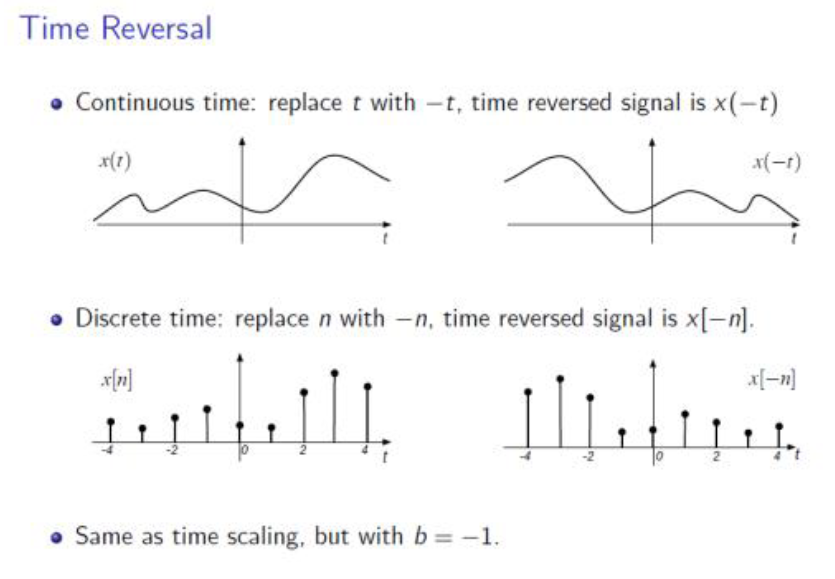 Time Reversal
Continuous time: replace t with −t, time reversed signal is x(−t)
x(t)
x(−t)
t
t
Discrete time: replace n with −n, time reversed signal is x[−n].
x[n]
x[−n]
-4 -2 0 2 4 t
-4 -2 0 2 4 t
Same as time scaling, but with b = −1.